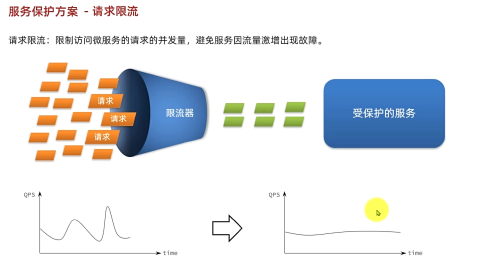 服务保护方案 - 请求限流
请求限流：限制访问微服务的请求的并发量，避免服务因流量激增出现故障。
请求
请求
请求
限流器
受保护的服务
QPS
time
QPS
time